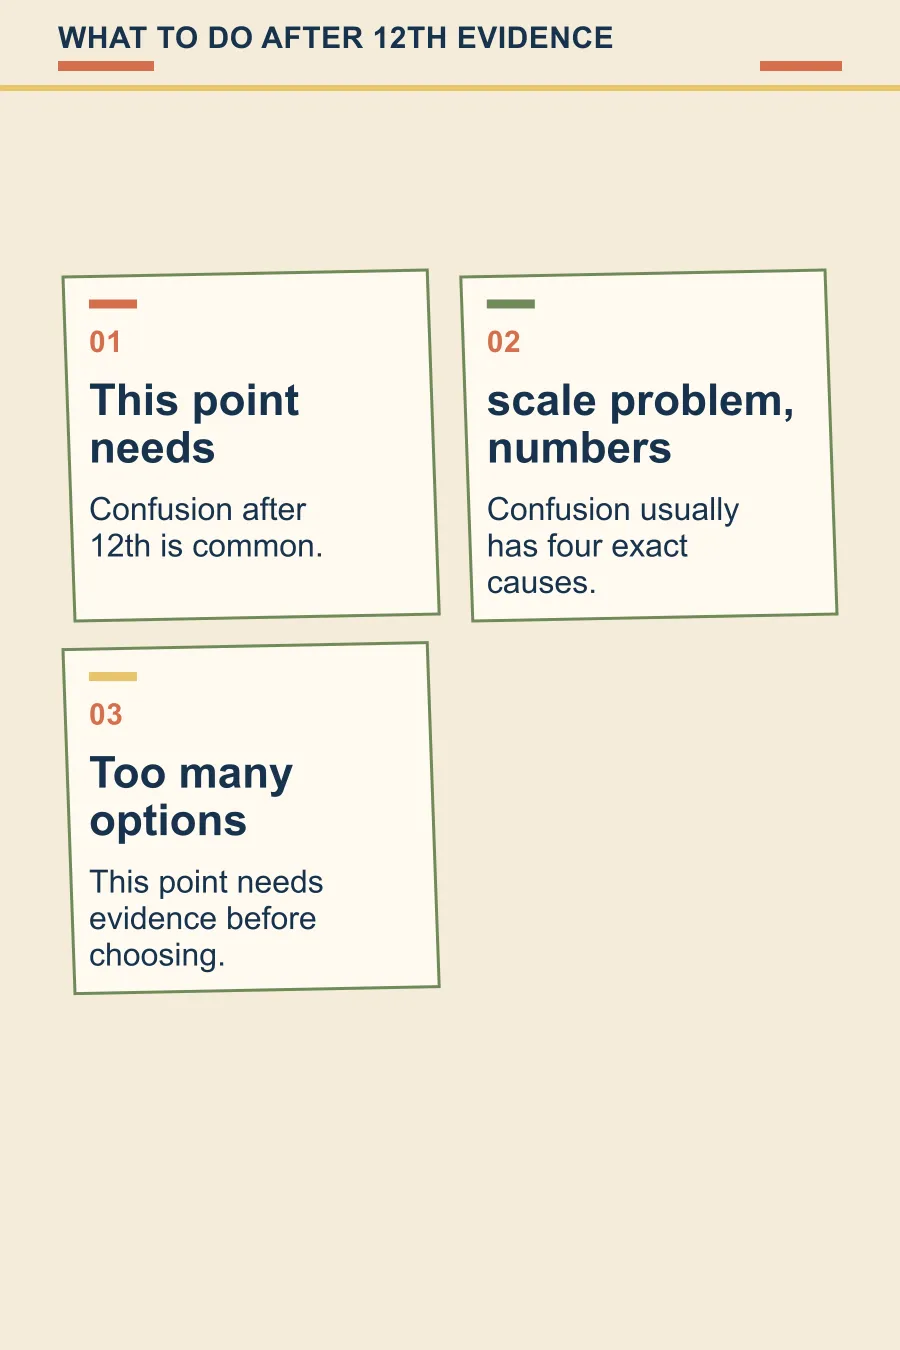 WHAT TO DO AFTER 12TH EVIDENCE
01
This point
needs
Confusion after
12th is common.
02
scale problem,
numbers
Confusion usually
has four exact
causes.
03
Too many
options
This point needs
evidence before
choosing.